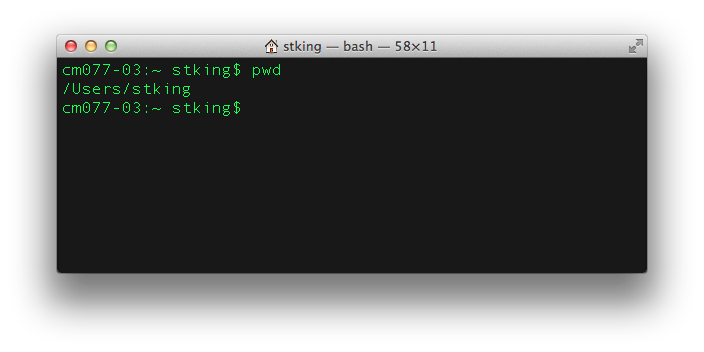 stking — bash — 58×11
cm077-03:~ stking$ pwd
/Users/stking
cm077-03:~ stking$